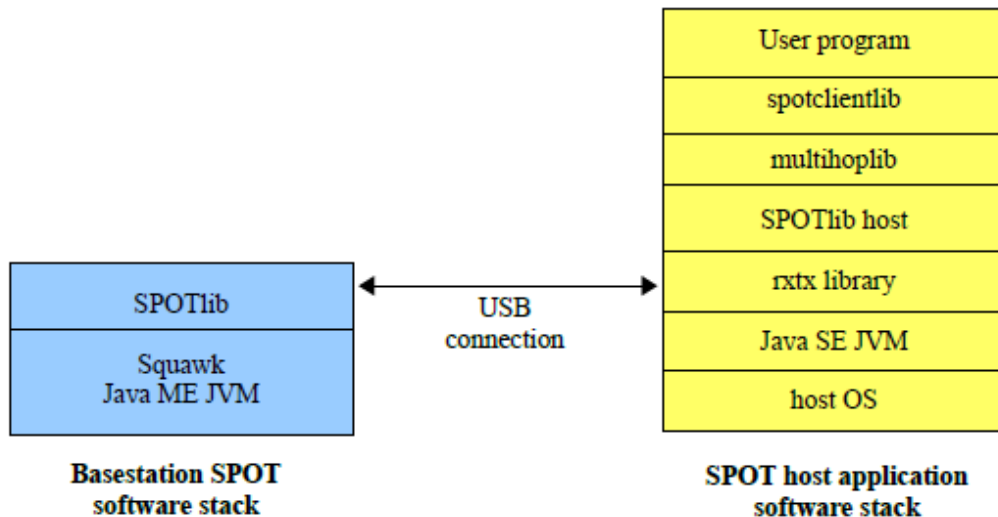 SPOTlib
Squawk
Java ME JVM
Basestation SPOT
software stack
USB
connection
User program
spotclientlib
multihoplib
SPOTlib host
rxtx library
Java SE JVM
host OS
SPOT host application
software stack